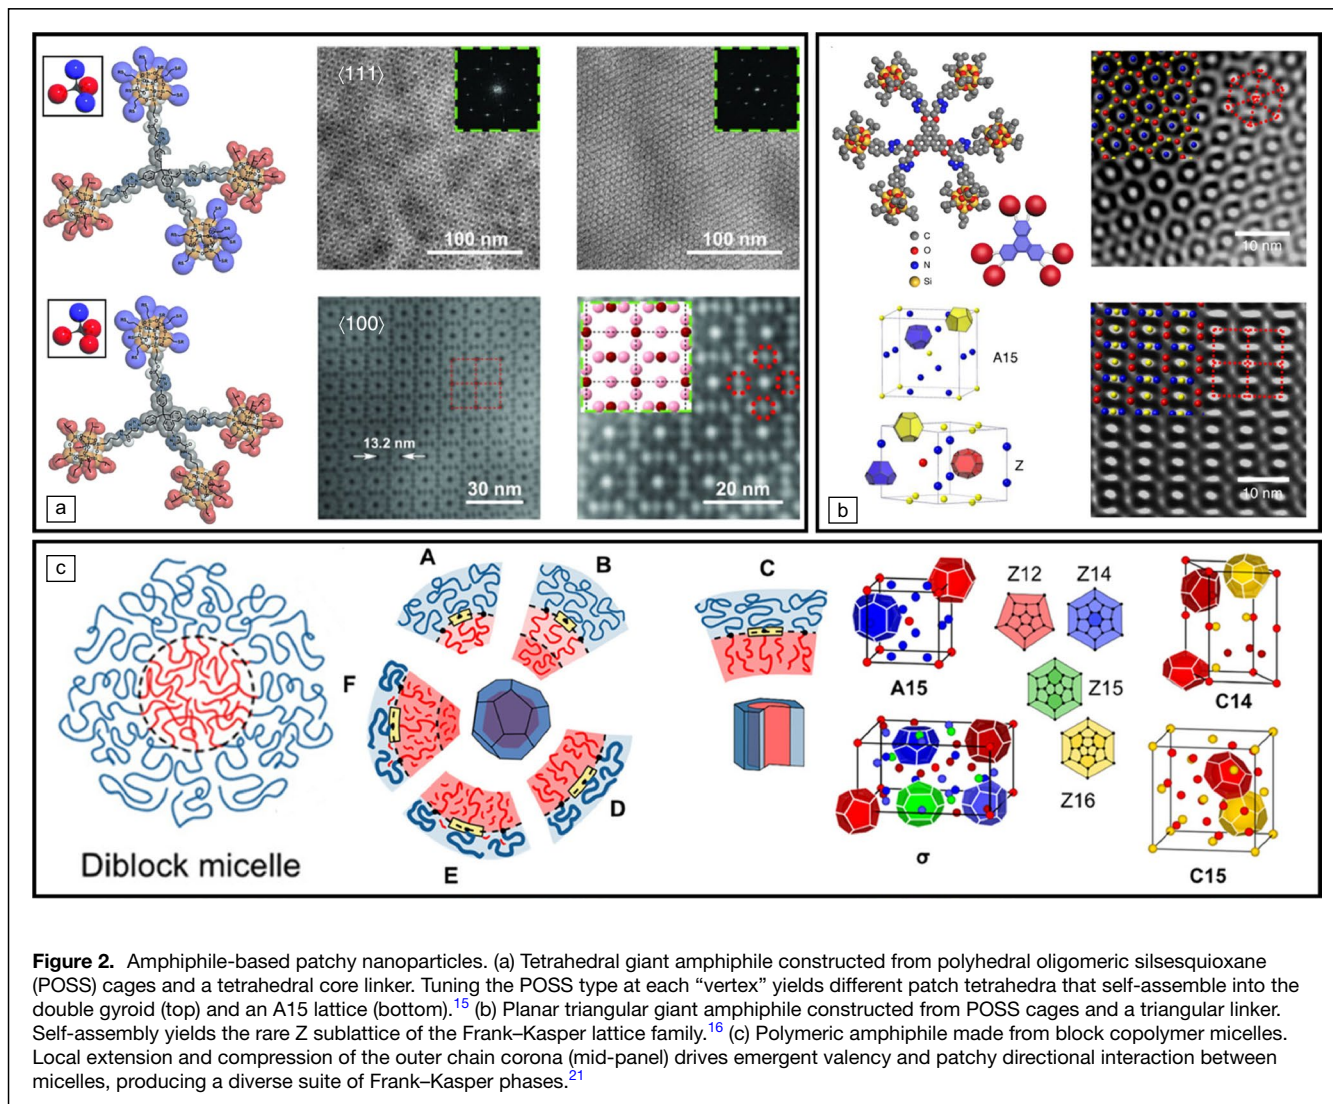 ⟨111⟩
100 nm
100 nm
⟨100⟩
13.2 nm
30 nm
20 nm
a
C
O
N
Si
10 nm
A15
Z
10 nm
b
c
Diblock micelle
A
B
F
D
E
C
A15
Z12
Z14
Z15
Z16
C14
σ
C15
Figure 2. Amphiphile-based patchy nanoparticles. (a) Tetrahedral giant amphiphile constructed from polyhedral oligomeric silsesquioxane
(POSS) cages and a tetrahedral core linker. Tuning the POSS type at each “vertex” yields different patch tetrahedra that self-assemble into the
double gyroid (top) and an A15 lattice (bottom).15 (b) Planar triangular giant amphiphile constructed from POSS cages and a triangular linker.
Self-assembly yields the rare Z sublattice of the Frank–Kasper lattice family.16 (c) Polymeric amphiphile made from block copolymer micelles.
Local extension and compression of the outer chain corona (mid-panel) drives emergent valency and patchy directional interaction between
micelles, producing a diverse suite of Frank–Kasper phases.21